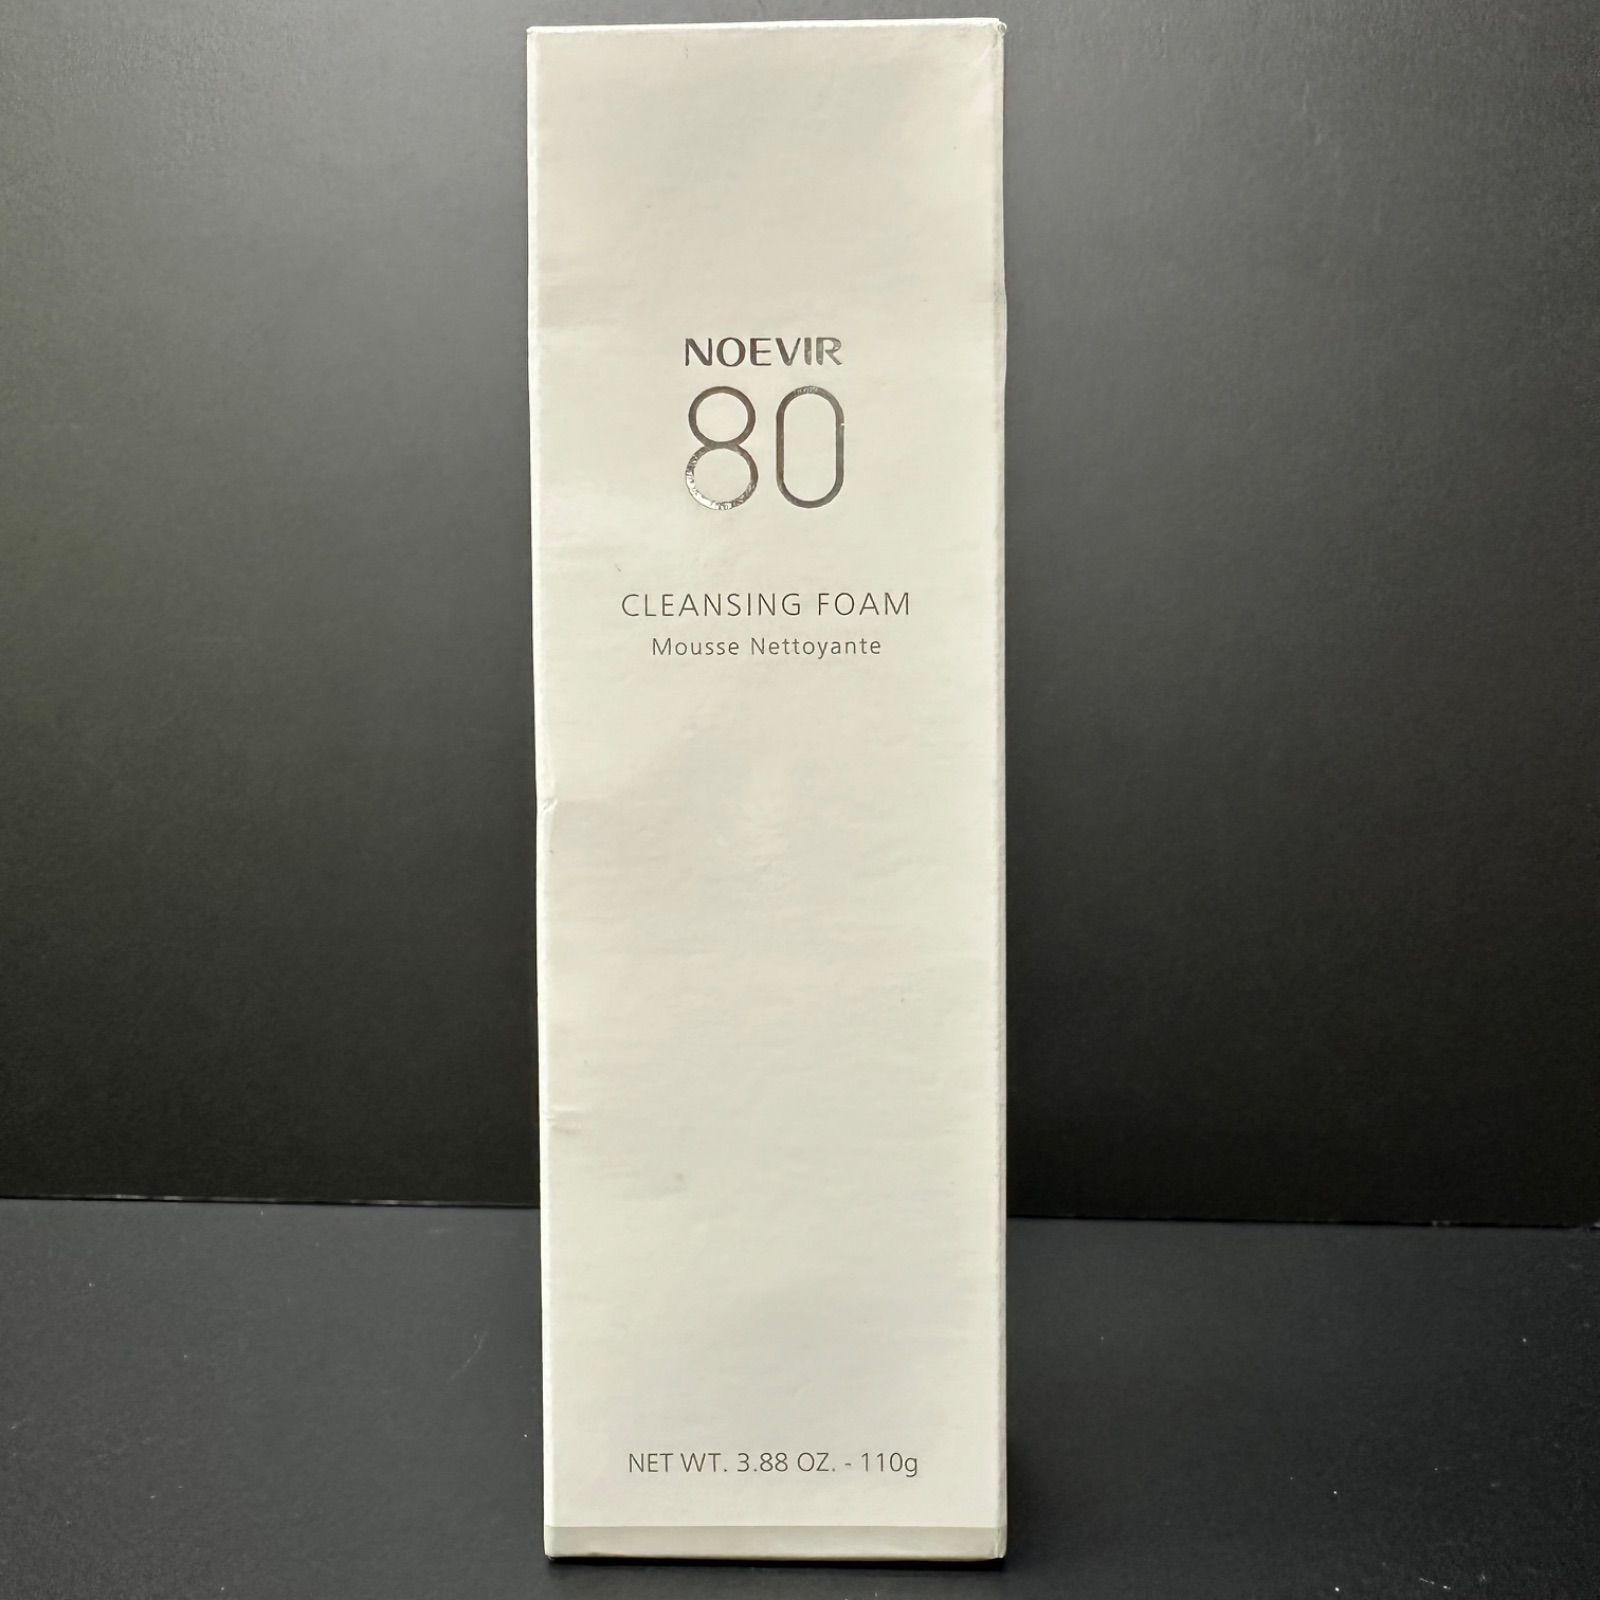 NOEVIR
80
CLEANSING FOAM
Mousse Nettoyante
NET WT. 3.88 OZ. - 110g